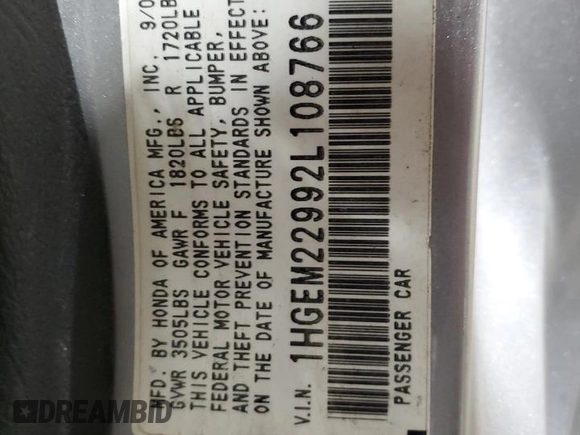 MFD. BY HONDA OF AMERICA MFG., INC. 9/0
GVWR 3505LBS GAWR F 1820LBS R 1720LB
THIS VEHICLE CONFORMS TO ALL APPLICABLE
FEDERAL MOTOR VEHICLE SAFETY, BUMPER,
AND THEFT PREVENTION STANDARDS IN EFFECT
ON THE DATE OF MANUFACTURE SHOWN ABOVE:
V.I.N. 1HGEM22992L108766
PASSENGER CAR
DREAMBID